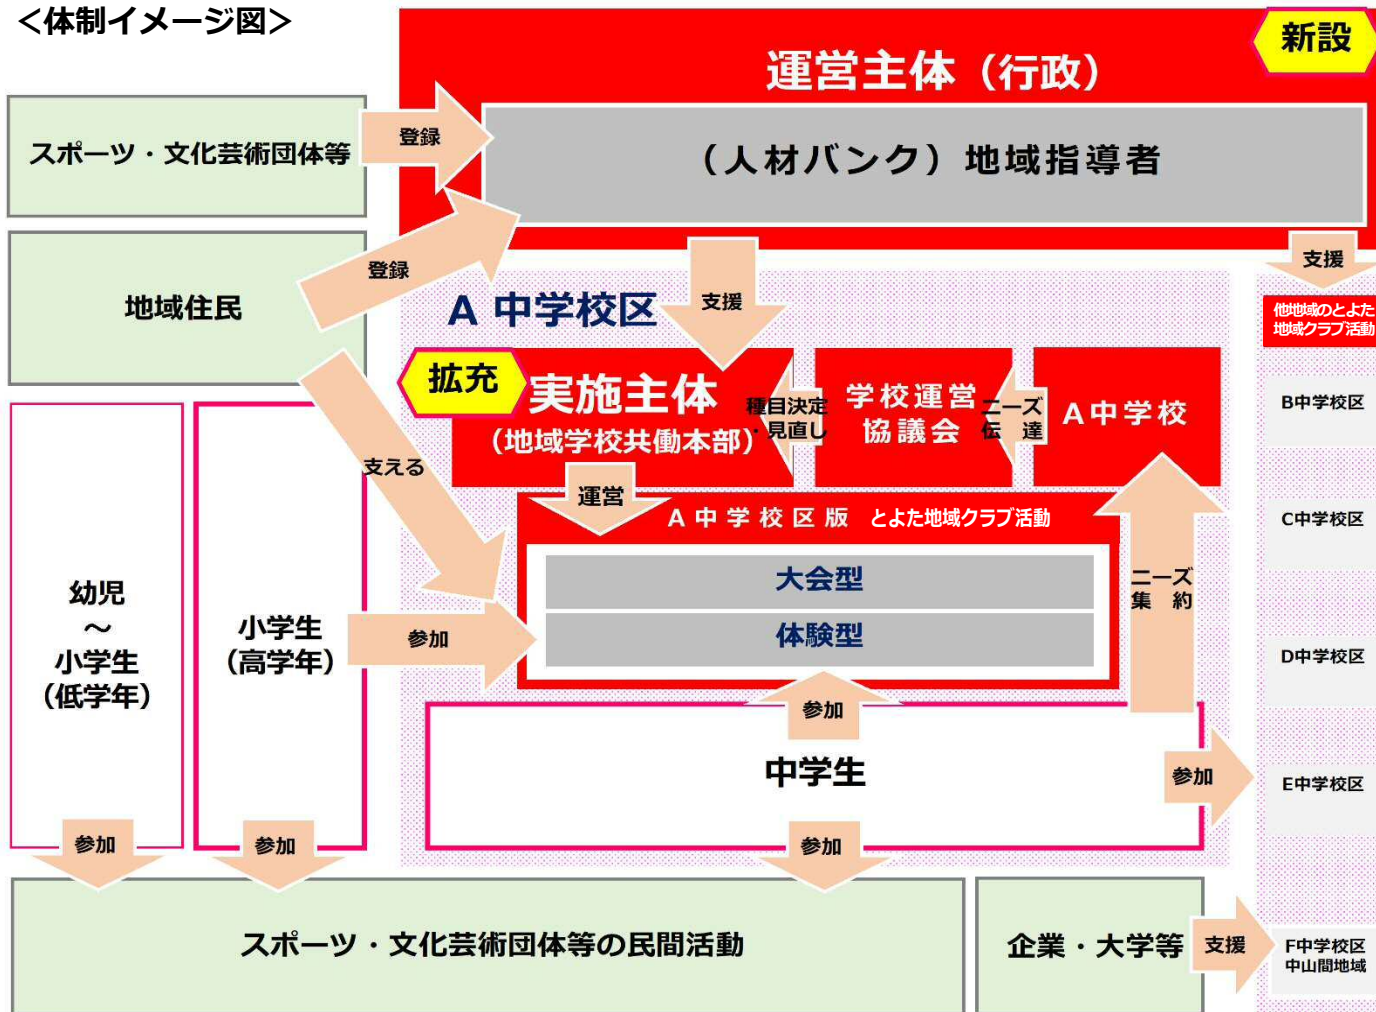 ＜体制イメージ図＞
新設
運営主体（行政）
スポーツ・文化芸術団体等
登録
（人材バンク）地域指導者
地域住民
登録
支援
支援
A 中学校区
他地域のとよた
地域クラブ活動
拡充
実施主体
（地域学校共働本部）
種目決定
・見直し
学校運営
協議会
ニーズ
伝　達
A中学校
B中学校区
支える
運営
A中学校区版　とよた地域クラブ活動
C中学校区
大会型
体験型
ニーズ
集　約
幼児
～
小学生
（低学年）
小学生
（高学年）
参加
D中学校区
参加
中学生
参加
E中学校区
参加
参加
参加
スポーツ・文化芸術団体等の民間活動
企業・大学等
支援
F中学校区
中山間地域